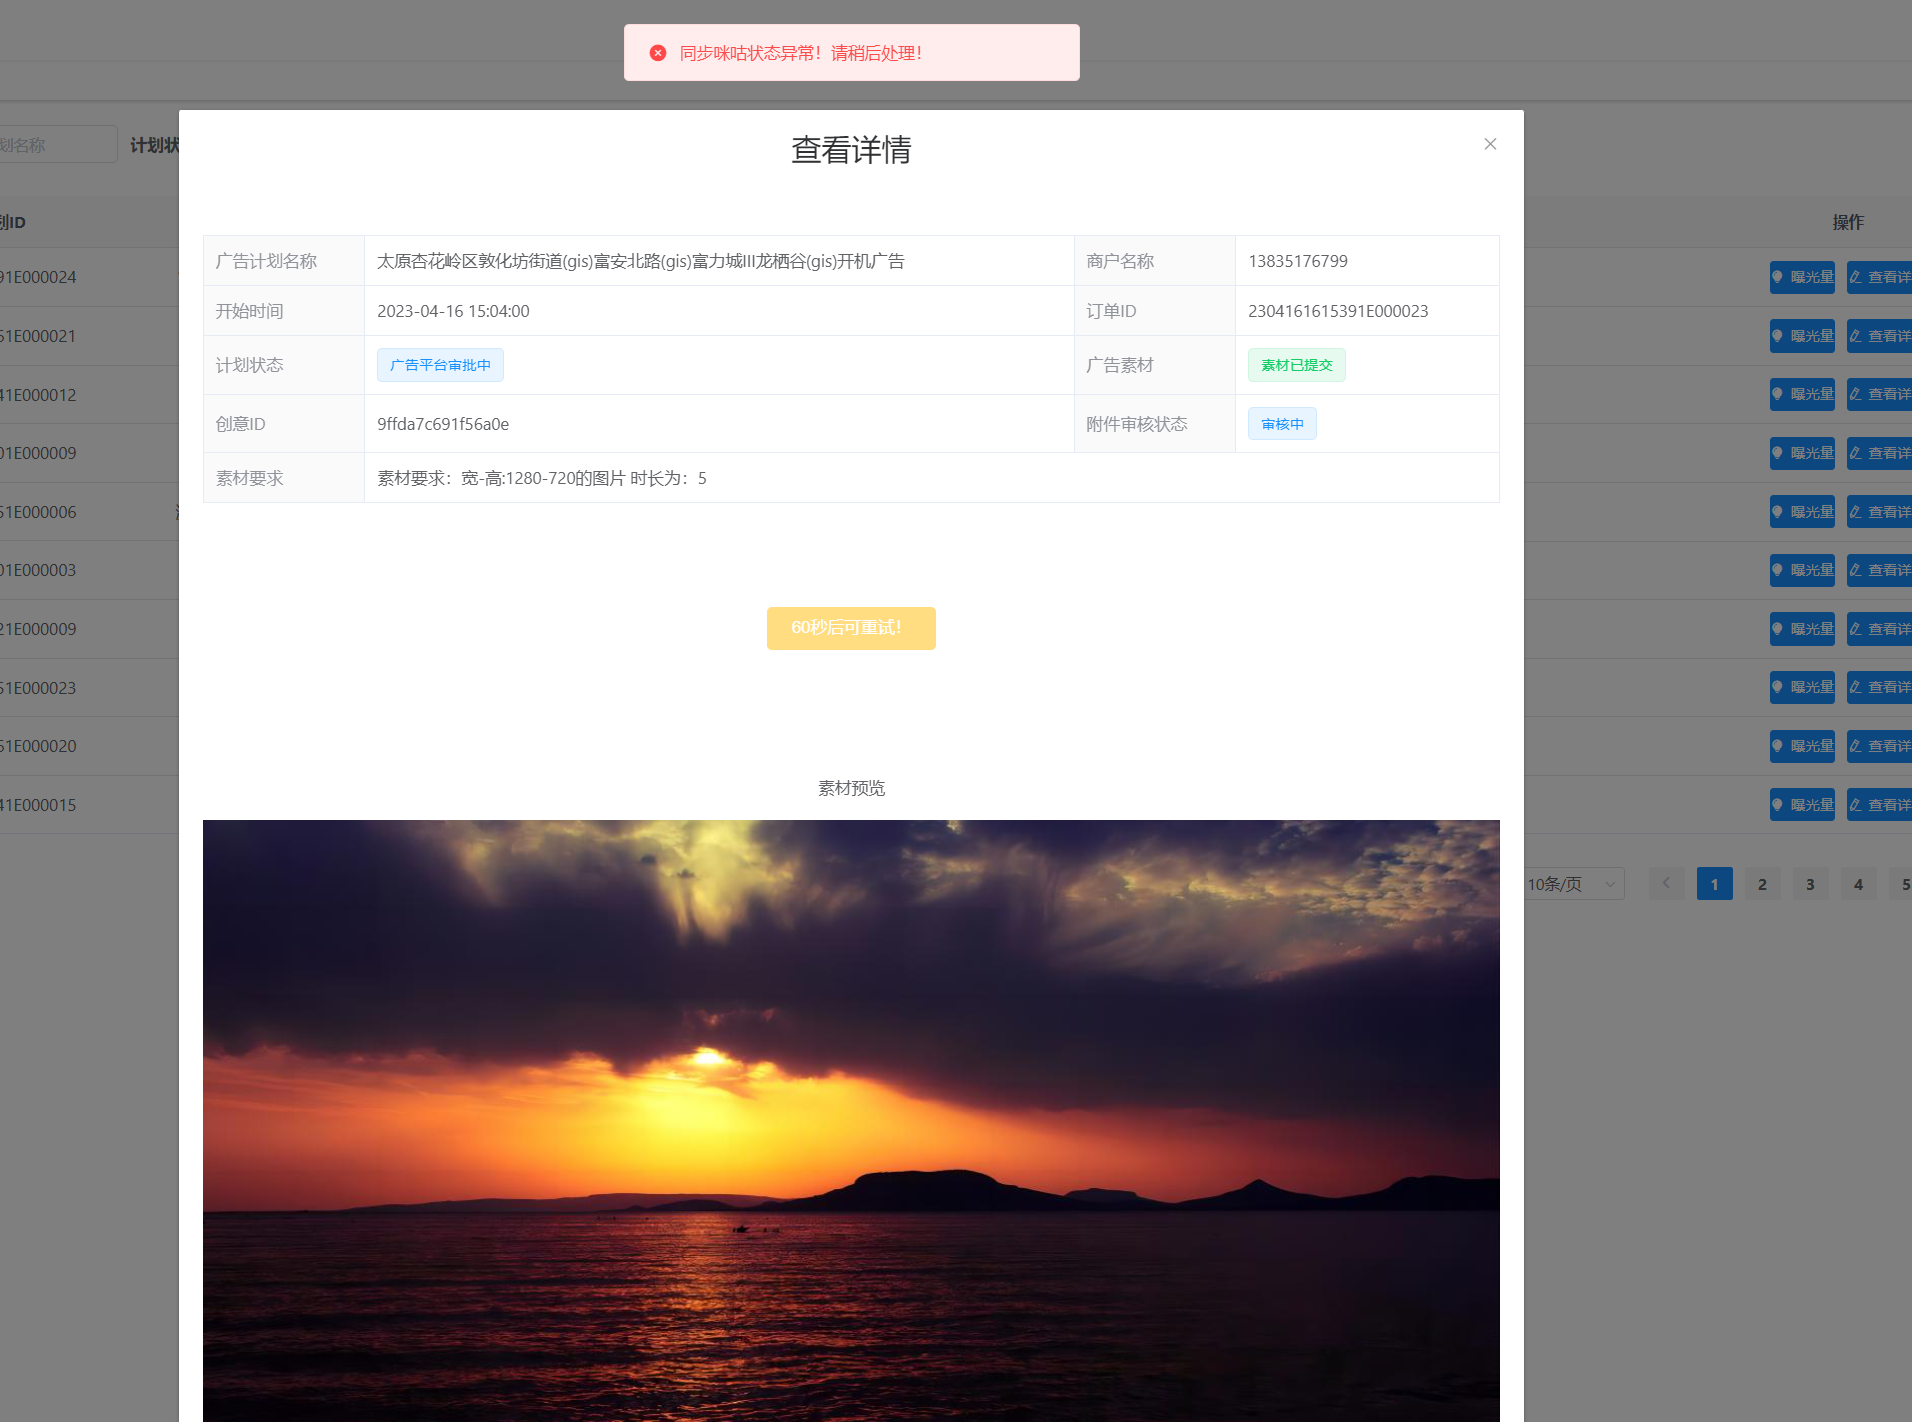 同步咪咕状态异常！请稍后处理！
划名称
计划状
查看详情
划ID
操作
广告计划名称 太原杏花岭区敦化坊街道(gis)富安北路(gis)富力城III龙栖谷(gis)开机广告 商户名称 13835176799
开始时间 2023-04-16 15:04:00 订单ID 2304161615391E000023
计划状态 广告平台审批中 广告素材 素材已提交
创意ID 9ffda7c691f56a0e 附件审核状态 审核中
素材要求 素材要求：宽-高:1280-720的图片 时长为：5
60秒后可重试！
素材预览
91E000024 曝光量 查看详
51E000021 曝光量 查看详
41E000012 曝光量 查看详
01E000009 曝光量 查看详
51E000006 曝光量 查看详
01E000003 曝光量 查看详
21E000009 曝光量 查看详
51E000023 曝光量 查看详
51E000020 曝光量 查看详
41E000015 曝光量 查看详
10条/页 1 2 3 4 5